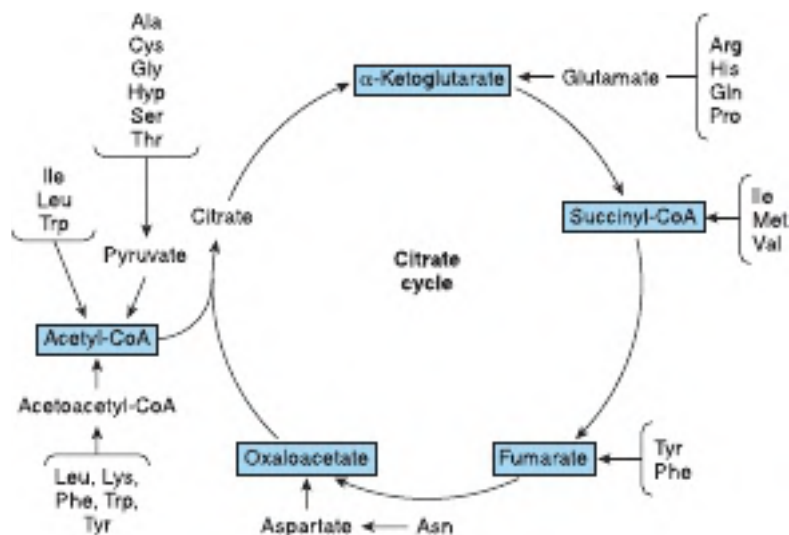 Ala
Cys
Gly
Hyp
Ser
Thr
α-Ketoglutarate
Glutamate
Arg
His
Gln
Pro
Ile
Leu
Trp
Citrate
Pyruvate
Succinyl-CoA
Ile
Met
Val
Citrate
cycle
Acetyl-CoA
Acetoacetyl-CoA
Leu, Lys,
Phe, Trp,
Tyr
Oxaloacetate
Fumarate
Tyr
Phe
Aspartate
Asn